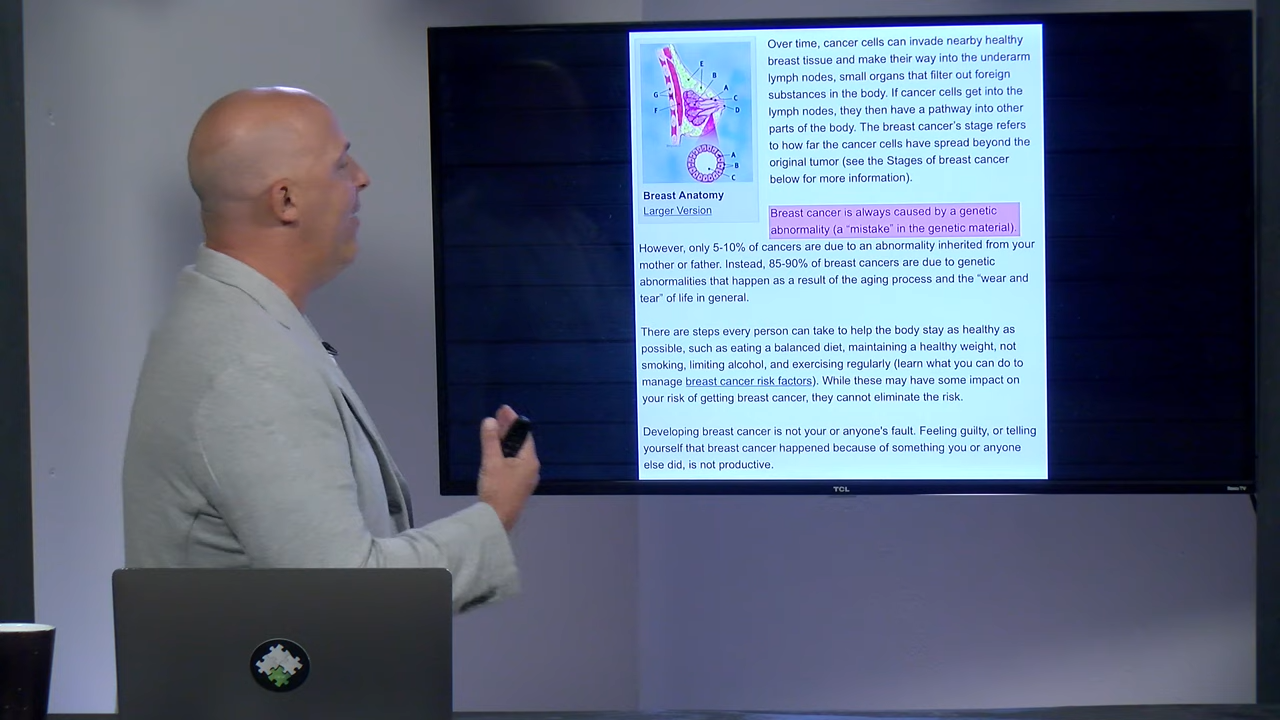 Over time, cancer cells can invade nearby healthy
breast tissue and make their way into the underarm
lymph nodes, small organs that filter out foreign
substances in the body. If cancer cells get into the
lymph nodes, they then have a pathway into other
parts of the body. The breast cancer's stage refers
to how far the cancer cells have spread beyond the
original tumor (see the Stages of breast cancer
below for more information).
E
B
A
G
C
F
D
A
B
C
Breast Anatomy
Larger Version
Breast cancer is always caused by a genetic
abnormality (a “mistake” in the genetic material).
However, only 5-10% of cancers are due to an abnormality inherited from your
mother or father. Instead, 85-90% of breast cancers are due to genetic
abnormalities that happen as a result of the aging process and the “wear and
tear” of life in general.
There are steps every person can take to help the body stay as healthy as
possible, such as eating a balanced diet, maintaining a healthy weight, not
smoking, limiting alcohol, and exercising regularly (learn what you can do to
manage breast cancer risk factors). While these may have some impact on
your risk of getting breast cancer, they cannot eliminate the risk.
Developing breast cancer is not your or anyone's fault. Feeling guilty, or telling
yourself that breast cancer happened because of something you or anyone
else did, is not productive.
TCL
Roku TV